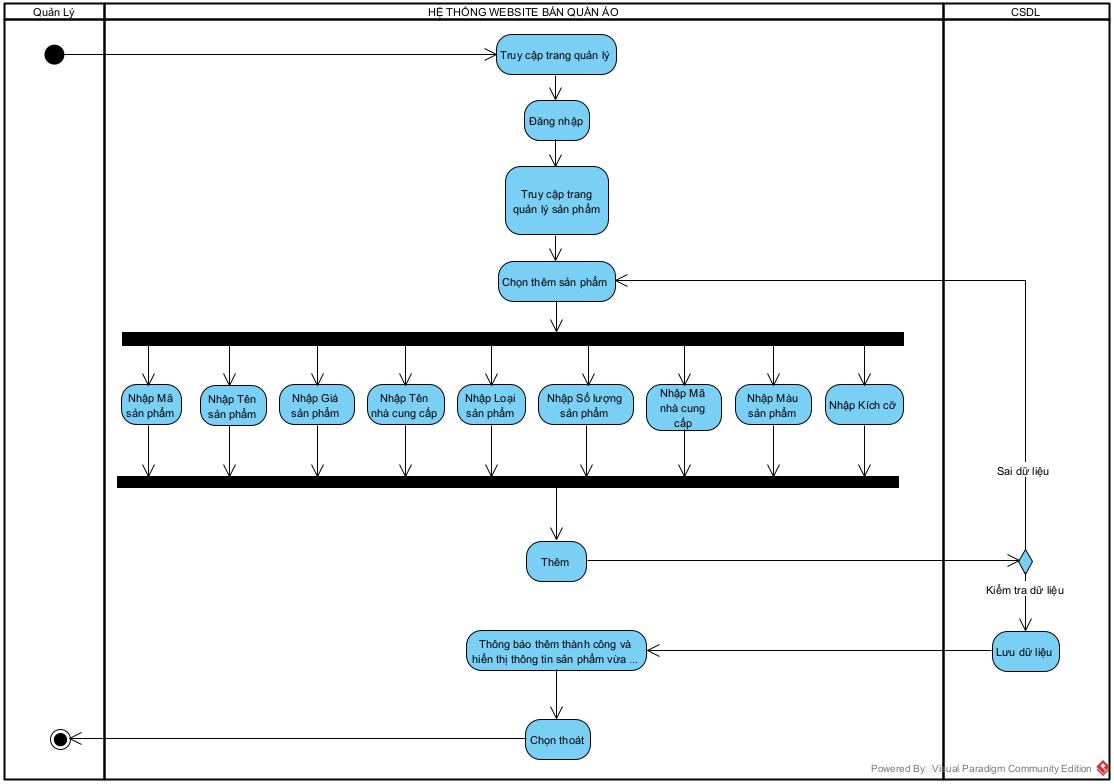 Quản Lý
HỆ THỐNG WEBSITE BÁN QUẦN ÁO
CSDL
Truy cập trang quản lý
Đăng nhập
Truy cập trang
quản lý sản phẩm
Chọn thêm sản phẩm
Nhập Mã
sản phẩm
Nhập Tên
sản phẩm
Nhập Giá
sản phẩm
Nhập Tên
nhà cung cấp
Nhập Loại
sản phẩm
Nhập Số lượng
sản phẩm
Nhập Mã
nhà cung
cấp
Nhập Màu
sản phẩm
Nhập Kích cỡ
Sai dữ liệu
Thêm
Kiểm tra dữ liệu
Thông báo thêm thành công và
hiển thị thông tin sản phẩm vừa ...
Lưu dữ liệu
Chọn thoát
Powered By Visual Paradigm Community Edition